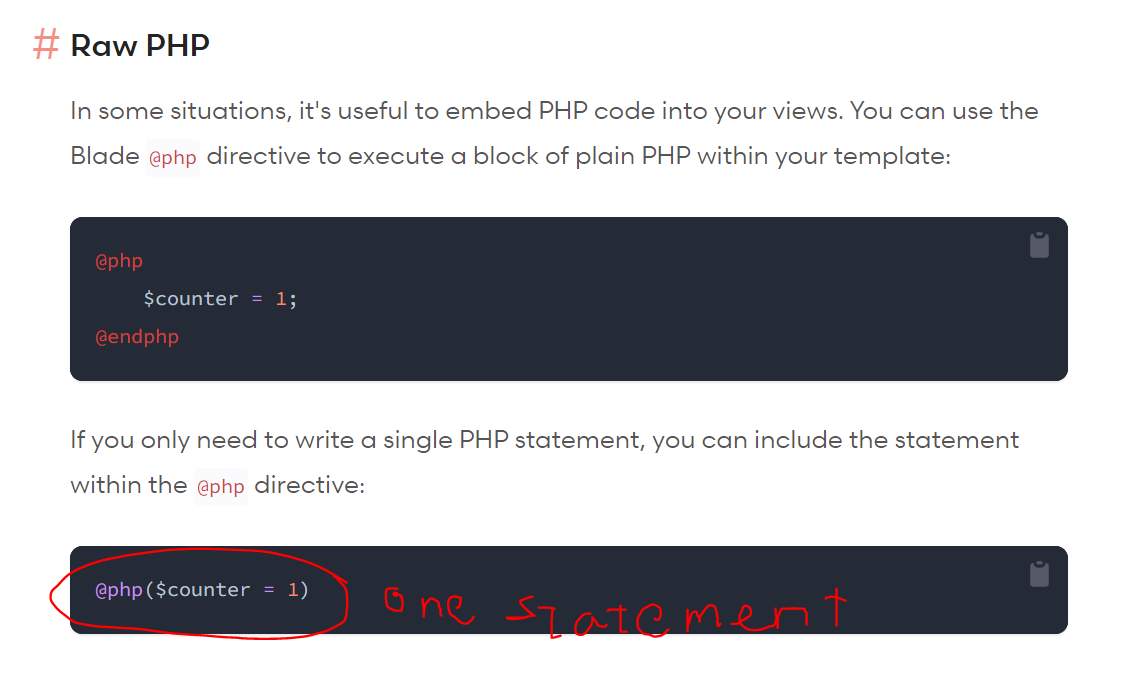 # Raw PHP
In some situations, it's useful to embed PHP code into your views. You can use the
Blade @php directive to execute a block of plain PHP within your template:
@php
    $counter = 1;
@endphp
If you only need to write a single PHP statement, you can include the statement
within the @php directive:
@php($counter = 1) one statement